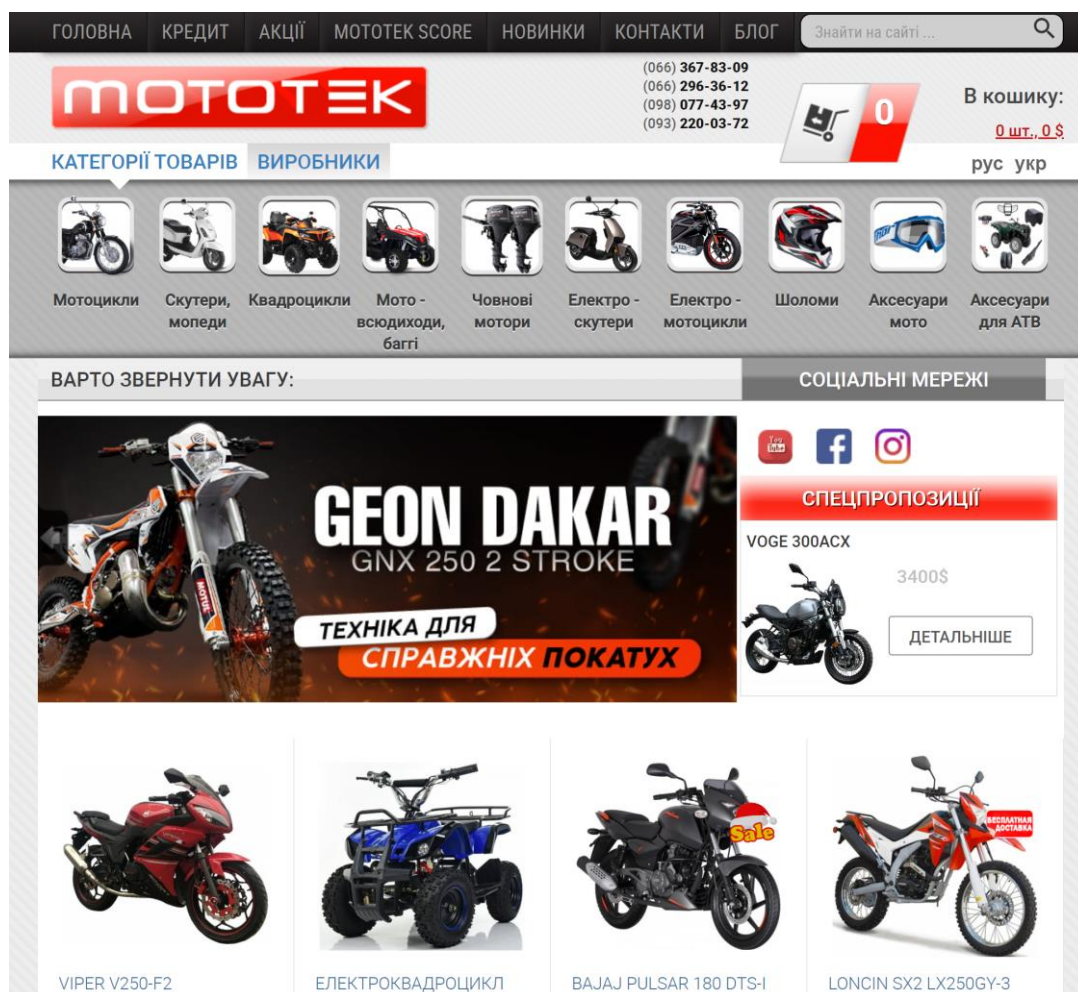 ГОЛОВНА КРЕДИТ АКЦІЇ MOTOTEK SCORE НОВИНКИ КОНТАКТИ БЛОГ Знайти на сайті ...
MOTOTEK
(066) 367-83-09
(066) 296-36-12
(098) 077-43-97
(093) 220-03-72
0
В кошику:
0 шт., 0 $
КАТЕГОРІЇ ТОВАРІВ ВИРОБНИКИ
рус укр
Мотоцикли
Скутери,
мопеди
Квадроцикли
Мото -
всюдиходи,
баггі
Човнові
мотори
Електро -
скутери
Електро -
мотоцикли
Шоломи
Аксесуари
мото
Аксесуари
для АТВ
ВАРТО ЗВЕРНУТИ УВАГУ:
СОЦІАЛЬНІ МЕРЕЖІ
GEON DAKAR
GNX 250 2 STROKE
ТЕХНІКА ДЛЯ
СПРАВЖНІХ ПОКАТУХ
MOTUL
You
Tube
СПЕЦПРОПОЗИЦІЇ
VOGE 300ACX
3400$
ДЕТАЛЬНІШЕ
Sale
БЕСПЛАТНАЯ
ДОСТАВКА
VIPER V250-F2
ЕЛЕКТРОКВАДРОЦИКЛ
BAJAJ PULSAR 180 DTS-I
LONCIN SX2 LX250GY-3